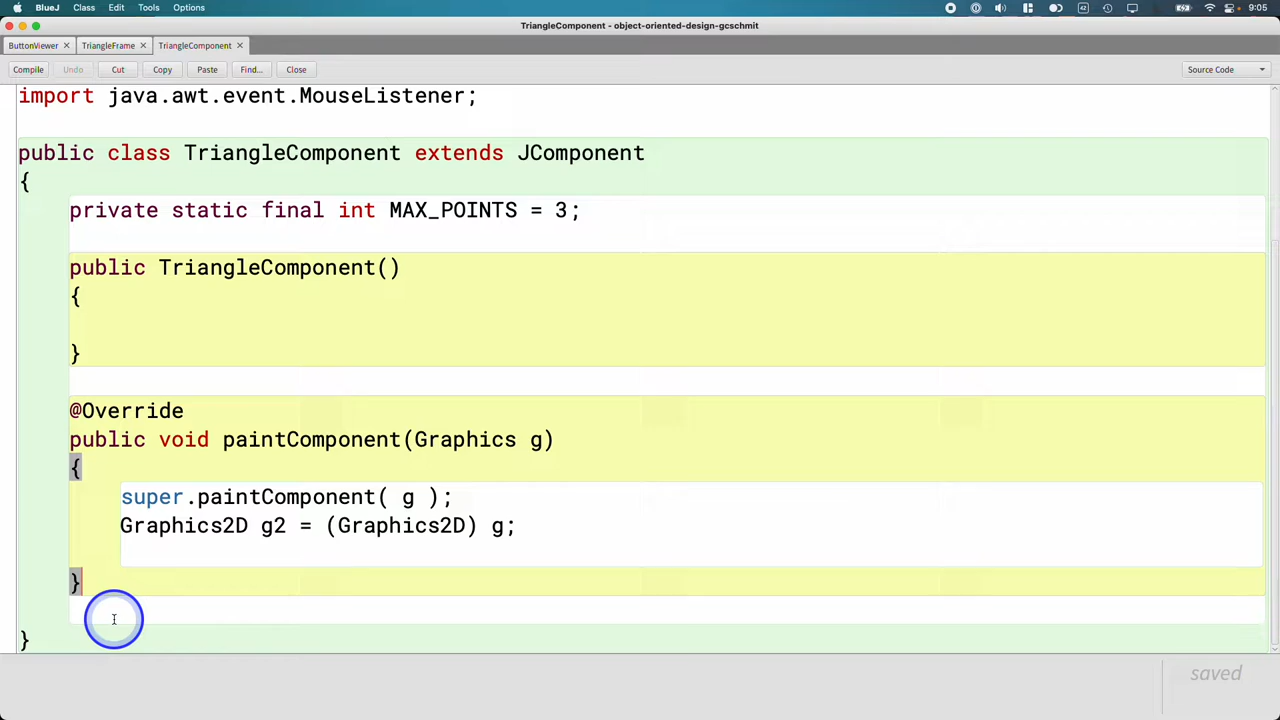 BlueJ Class Edit Tools Options 9:05
TriangleComponent - object-oriented-design-gcschmit
ButtonViewer TriangleFrame TriangleComponent
Compile Undo Cut Copy Paste Find... Close Source Code
import java.awt.event.MouseListener;
public class TriangleComponent extends JComponent
{
private static final int MAX_POINTS = 3;
public TriangleComponent()
{
}
@Override
public void paintComponent(Graphics g)
{
super.paintComponent( g );
Graphics2D g2 = (Graphics2D) g;
}
}
saved